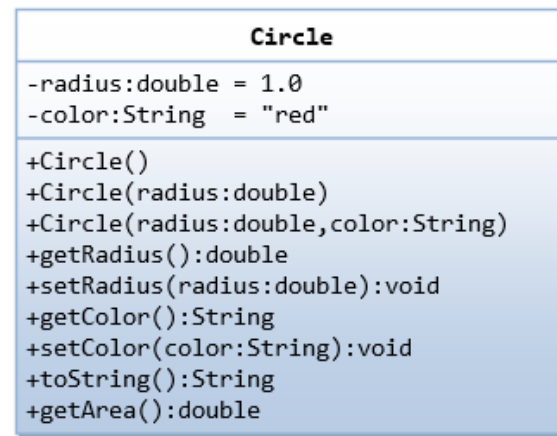 Circle
-radius:double = 1.0
-color:String  = "red"
+Circle()
+Circle(radius:double)
+Circle(radius:double,color:String)
+getRadius():double
+setRadius(radius:double):void
+getColor():String
+setColor(color:String):void
+toString():String
+getArea():double